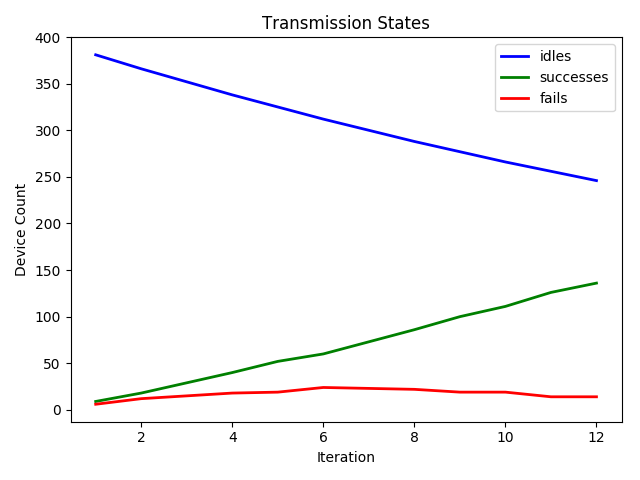 Transmission States
400
350
300
250
200
150
100
50
0
Device Count
idles
successes
fails
2 4 6 8 10 12
Iteration